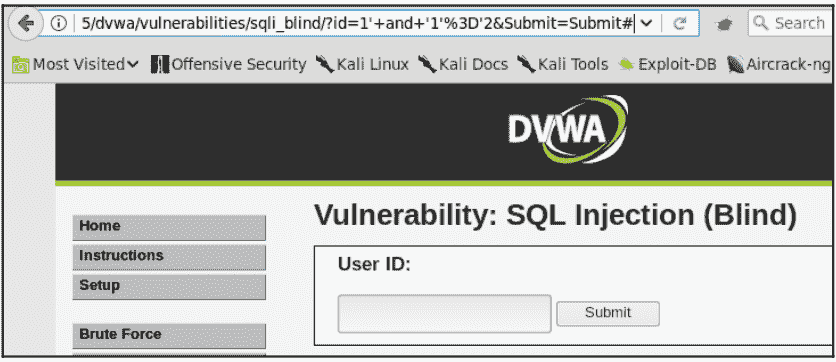 5/dvwa/vulnerabilities/sqli_blind/?id=1'+and+'1'%3D'2&Submit=Submit# Search
Most Visited Offensive Security Kali Linux Kali Docs Kali Tools Exploit-DB Aircrack-ng
DVWA
Vulnerability: SQL Injection (Blind)
Home
Instructions
Setup
Brute Force
User ID:
Submit